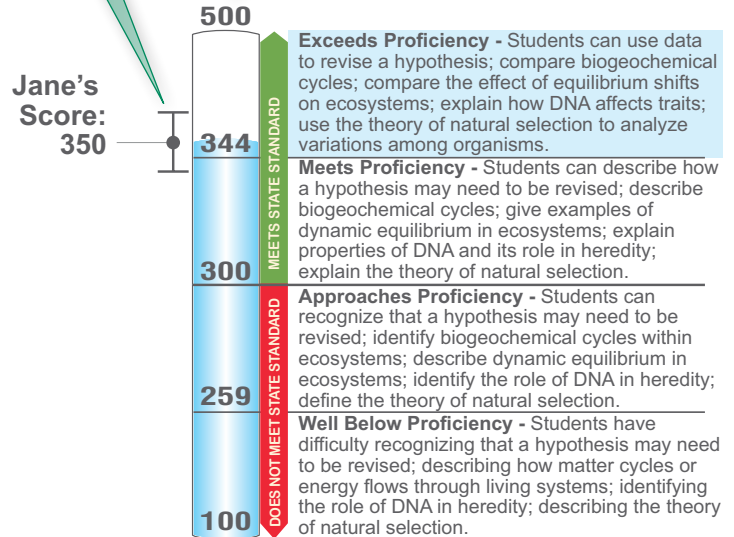 500
Jane's
Score:
350
344
300
259
100
MEETS STATE STANDARD
DOES NOT MEET STATE STANDARD
Exceeds Proficiency - Students can use data
to revise a hypothesis; compare biogeochemical
cycles; compare the effect of equilibrium shifts
on ecosystems; explain how DNA affects traits;
use the theory of natural selection to analyze
variations among organisms.
Meets Proficiency - Students can describe how
a hypothesis may need to be revised; describe
biogeochemical cycles; give examples of
dynamic equilibrium in ecosystems; explain
properties of DNA and its role in heredity;
explain the theory of natural selection.
Approaches Proficiency - Students can
recognize that a hypothesis may need to be
revised; identify biogeochemical cycles within
ecosystems; describe dynamic equilibrium in
ecosystems; identify the role of DNA in heredity;
define the theory of natural selection.
Well Below Proficiency - Students have
difficulty recognizing that a hypothesis may need
to be revised; describing how matter cycles or
energy flows through living systems; identifying
the role of DNA in heredity; describing the theory
of natural selection.